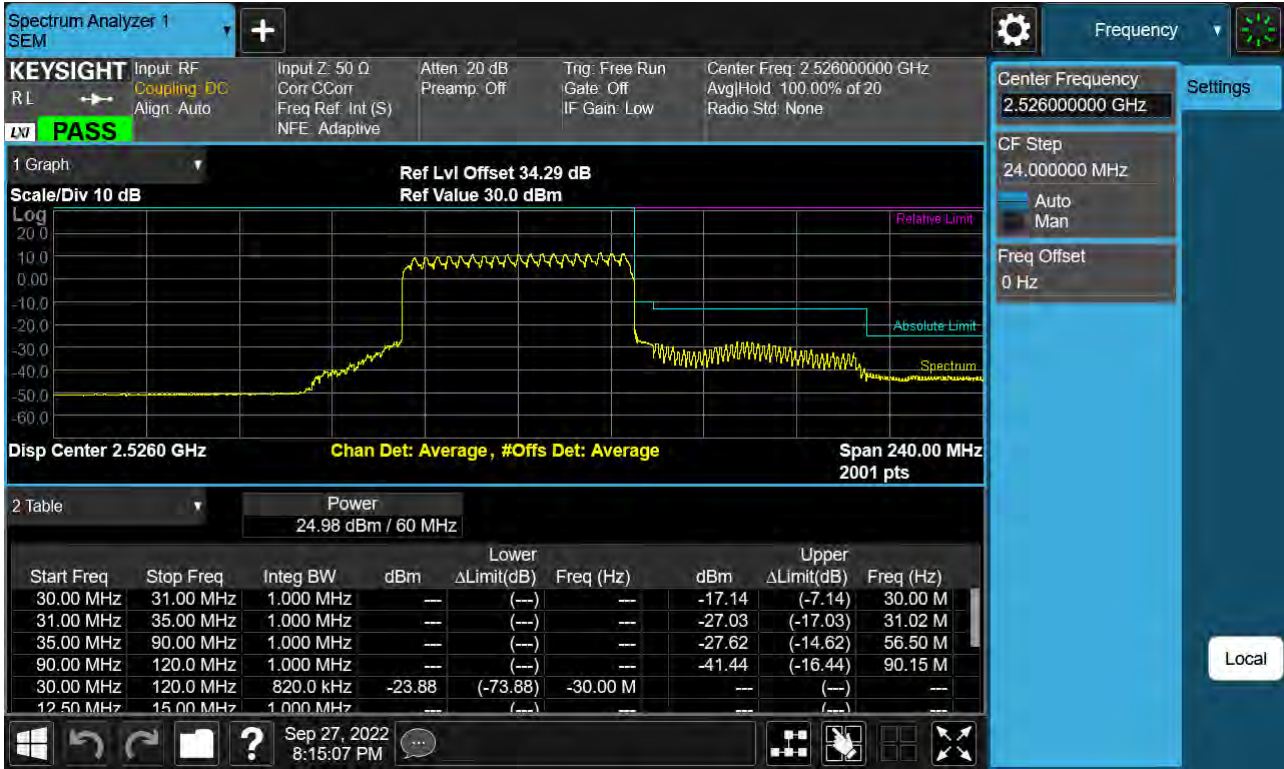 Spectrum Analyzer 1
SEM
Frequency
KEYSIGHT
Input: RF
Coupling: DC
Align: Auto
Input Z: 50 Ω
Corr CCorr
Freq Ref: Int (S)
NFE: Adaptive
Atten: 20 dB
Preamp: Off
Trig: Free Run
Gate: Off
IF Gain: Low
Center Freq: 2.526000000 GHz
Avg|Hold: 100.00% of 20
Radio Std: None
R L
LXI PASS
Center Frequency
2.526000000 GHz
Settings
CF Step
24.000000 MHz
Auto
Man
Freq Offset
0 Hz
Local
1 Graph
Scale/Div 10 dB
Ref Lvl Offset 34.29 dB
Ref Value 30.0 dBm
Log
20.0
10.0
0.00
-10.0
-20.0
-30.0
-40.0
-50.0
-60.0
Relative Limit
Absolute Limit
Spectrum
Disp Center 2.5260 GHz
Chan Det: Average, #Offs Det: Average
Span 240.00 MHz
2001 pts
2 Table
Power
24.98 dBm / 60 MHz
Lower Upper
Start Freq Stop Freq Integ BW dBm ΔLimit(dB) Freq (Hz) dBm ΔLimit(dB) Freq (Hz)
30.00 MHz 31.00 MHz 1.000 MHz --- (---) --- -17.14 (-7.14) 30.00 M
31.00 MHz 35.00 MHz 1.000 MHz --- (---) --- -27.03 (-17.03) 31.02 M
35.00 MHz 90.00 MHz 1.000 MHz --- (---) --- -27.62 (-14.62) 56.50 M
90.00 MHz 120.0 MHz 1.000 MHz --- (---) --- -41.44 (-16.44) 90.15 M
30.00 MHz 120.0 MHz 820.0 kHz -23.88 (-73.88) -30.00 M --- (---) ---
12.50 MHz 15.00 MHz 1.000 MHz --- (---) --- --- (---) ---
Sep 27, 2022
8:15:07 PM